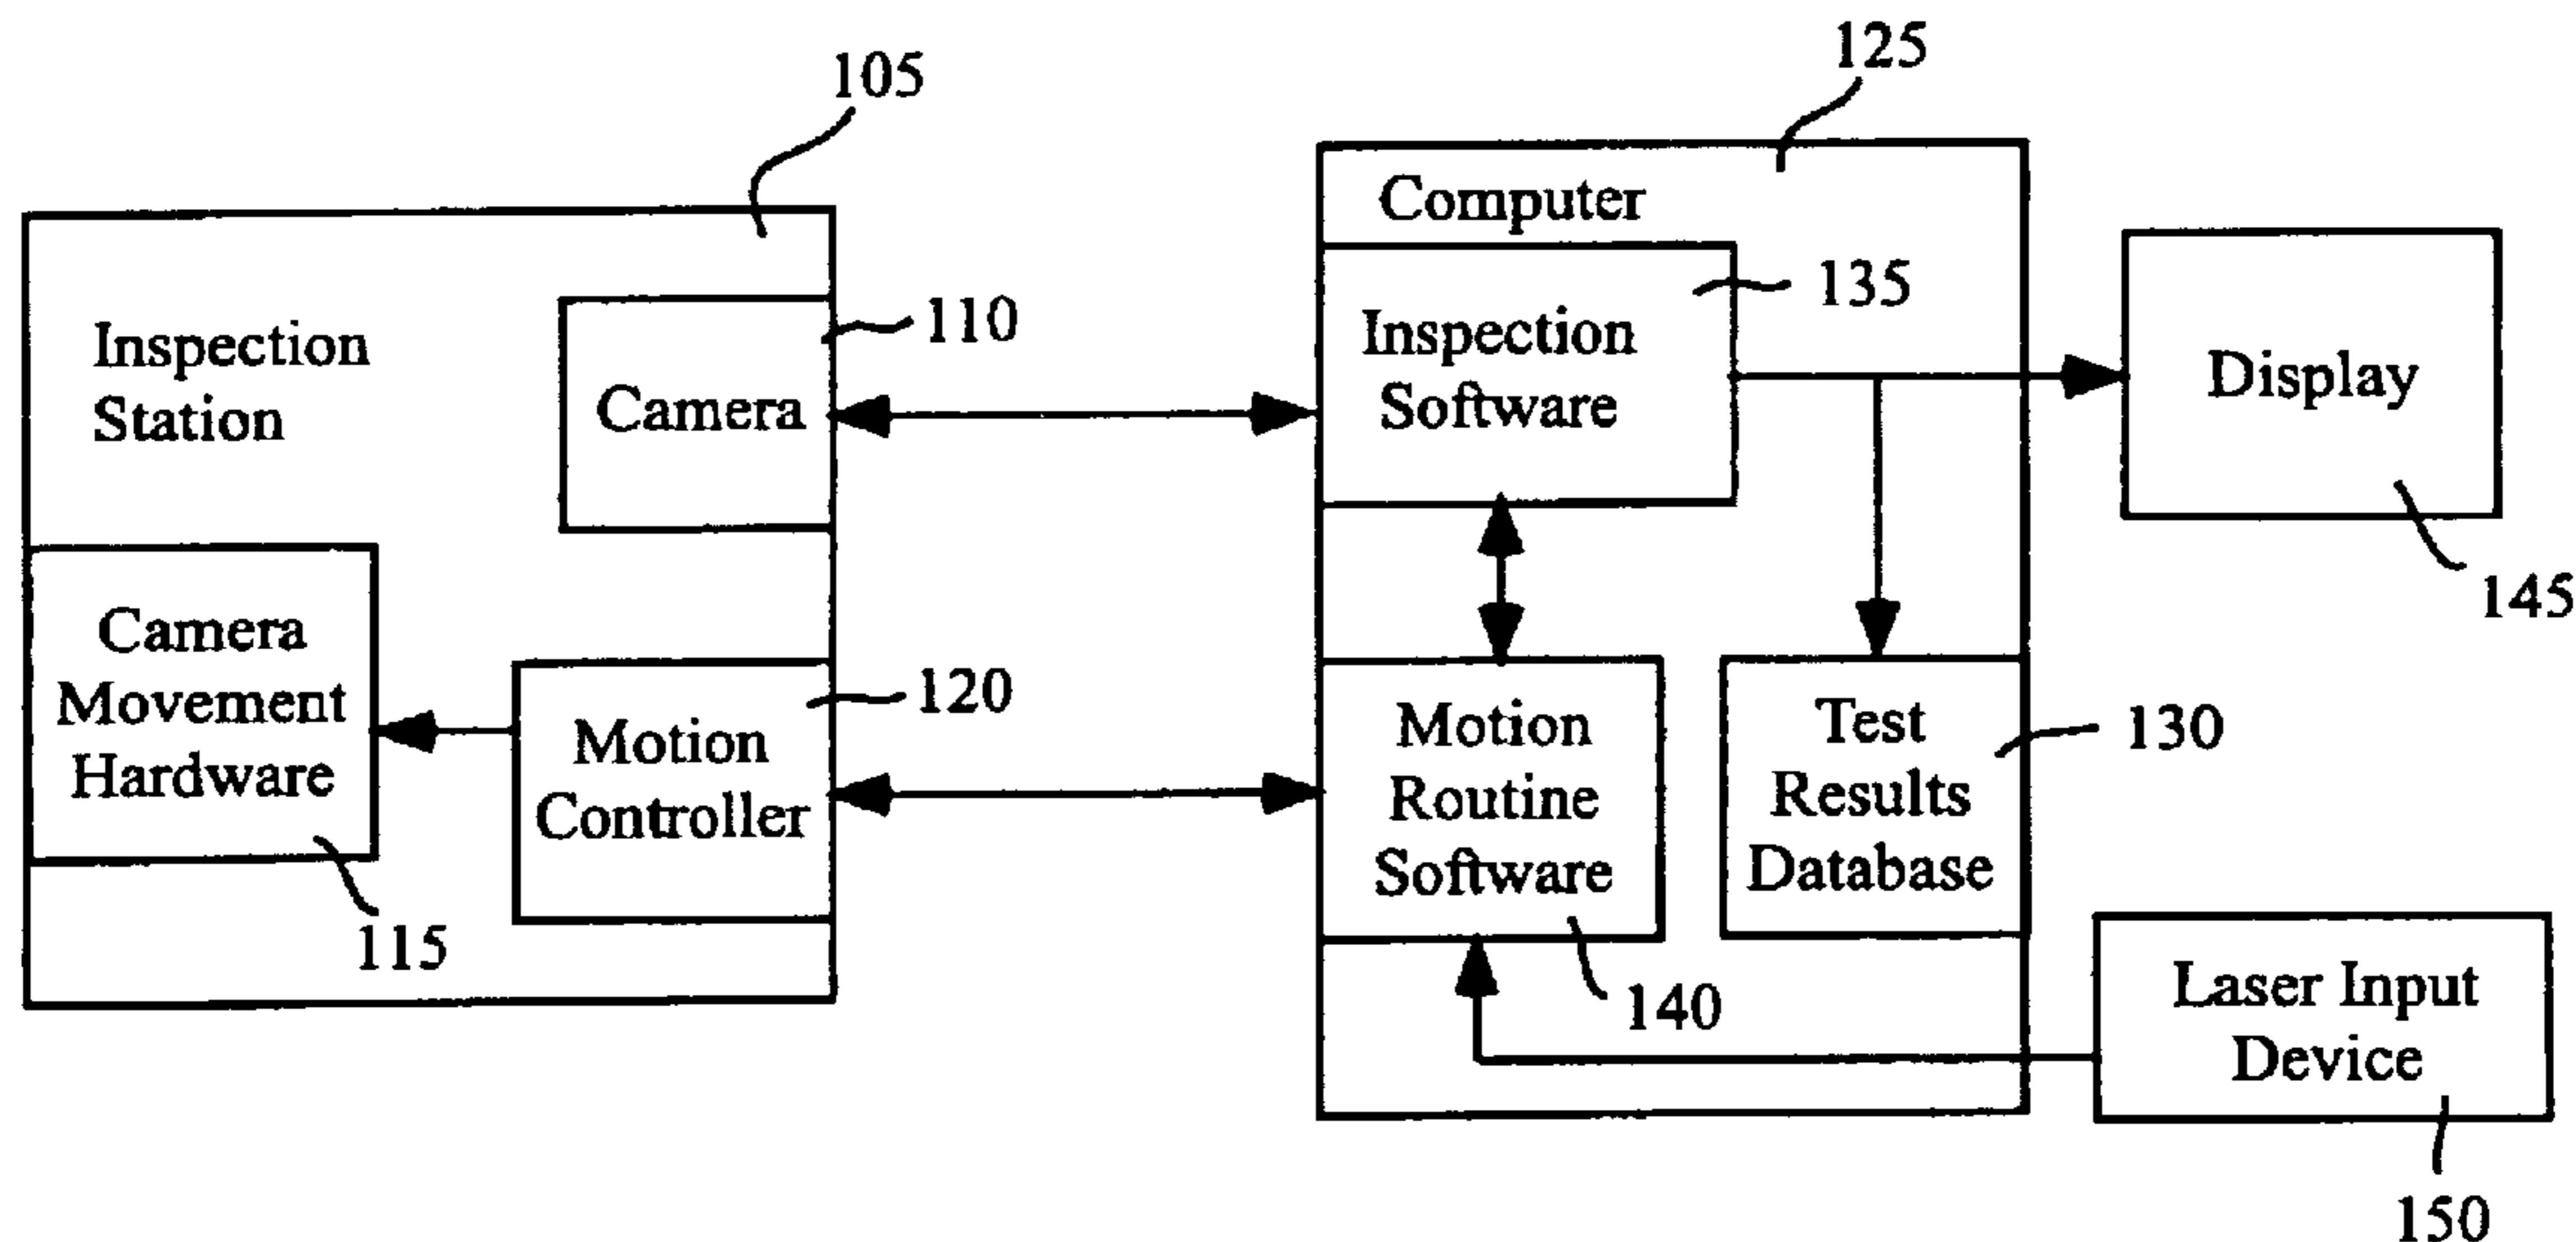 105
125
Computer
Inspection
Station
110
Camera
135
Inspection
Software
Display
145
Camera
Movement
Hardware
115
120
Motion
Controller
Motion
Routine
Software
140
Test
Results
Database
130
Laser Input
Device
150